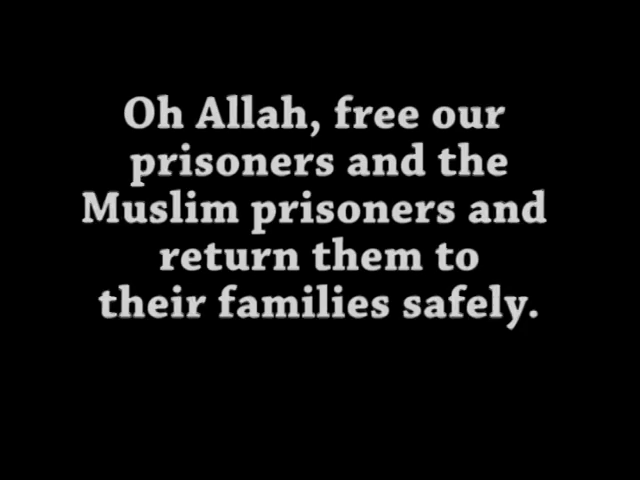 Oh Allah, free our
prisoners and the
Muslim prisoners and
return them to
their families safely.